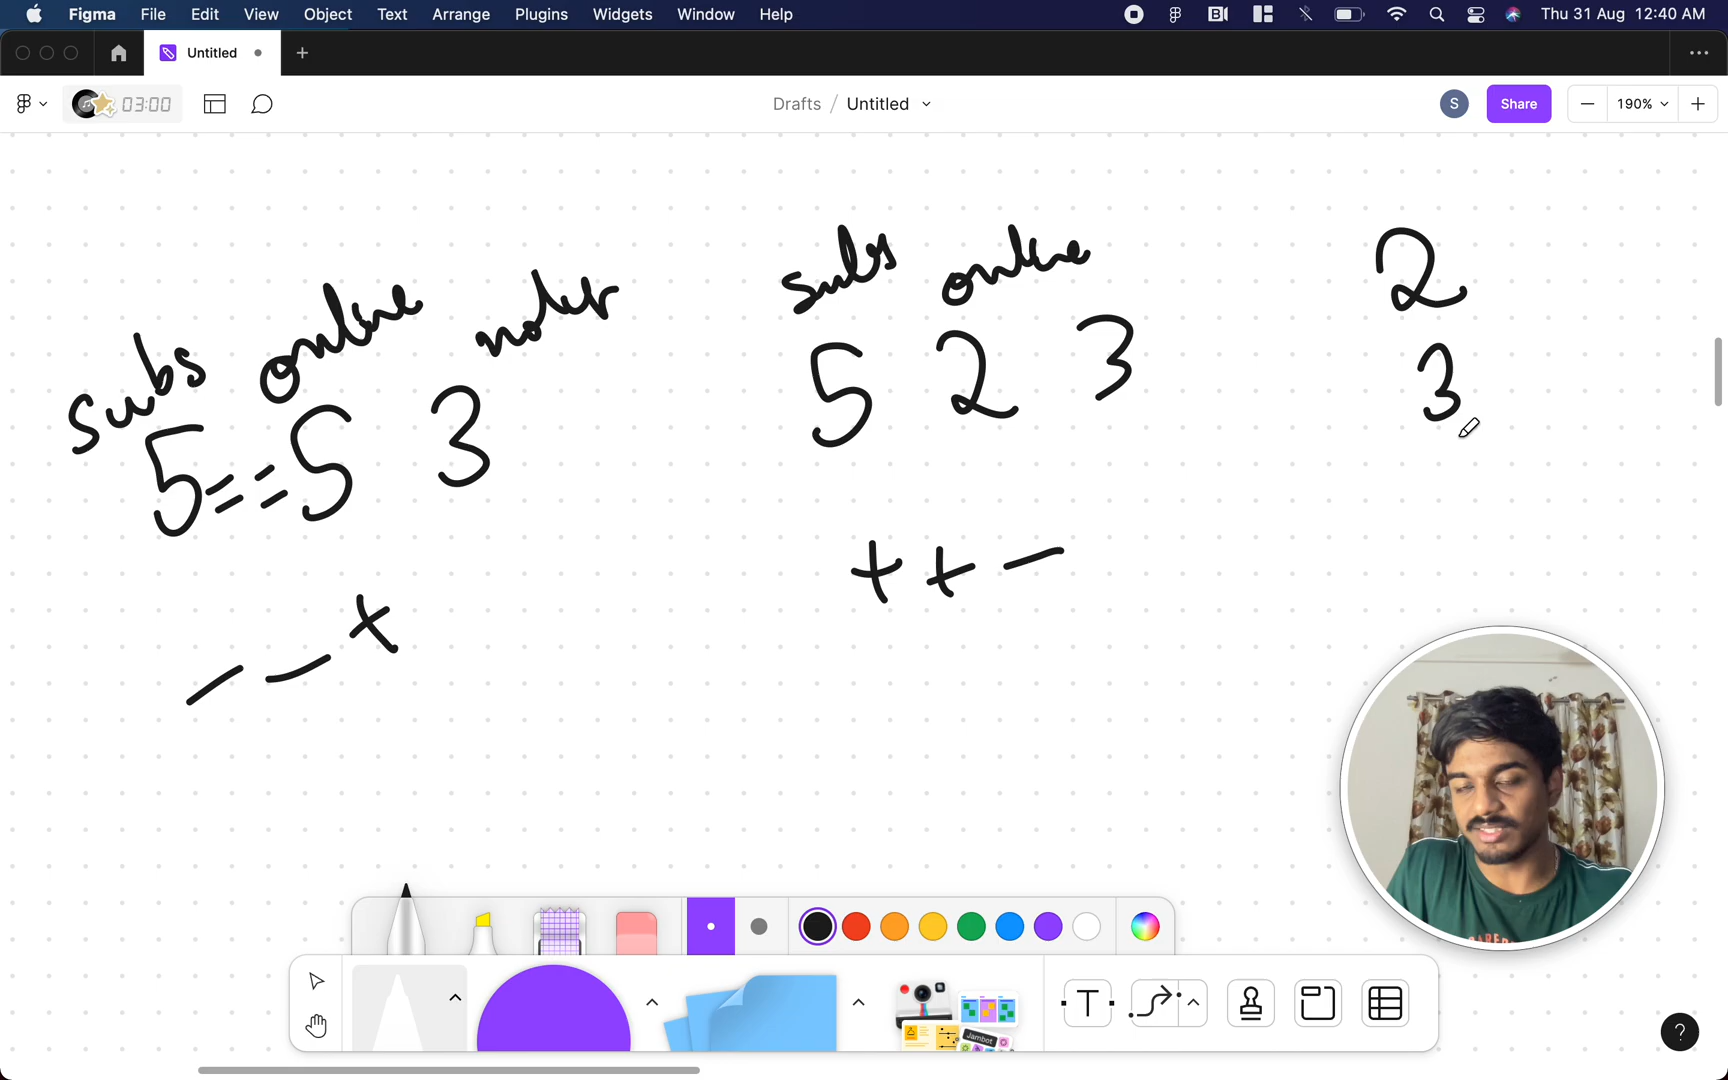 Figma File Edit View Object Text Arrange Plugins Widgets Window Help Thu 31 Aug 12:40 AM
Untitled
03:00 Drafts / Untitled S Share 190%
subs online
subs online
5 2 3
5==5 3
2
3
+ + -
- - +
T
Jambot
?